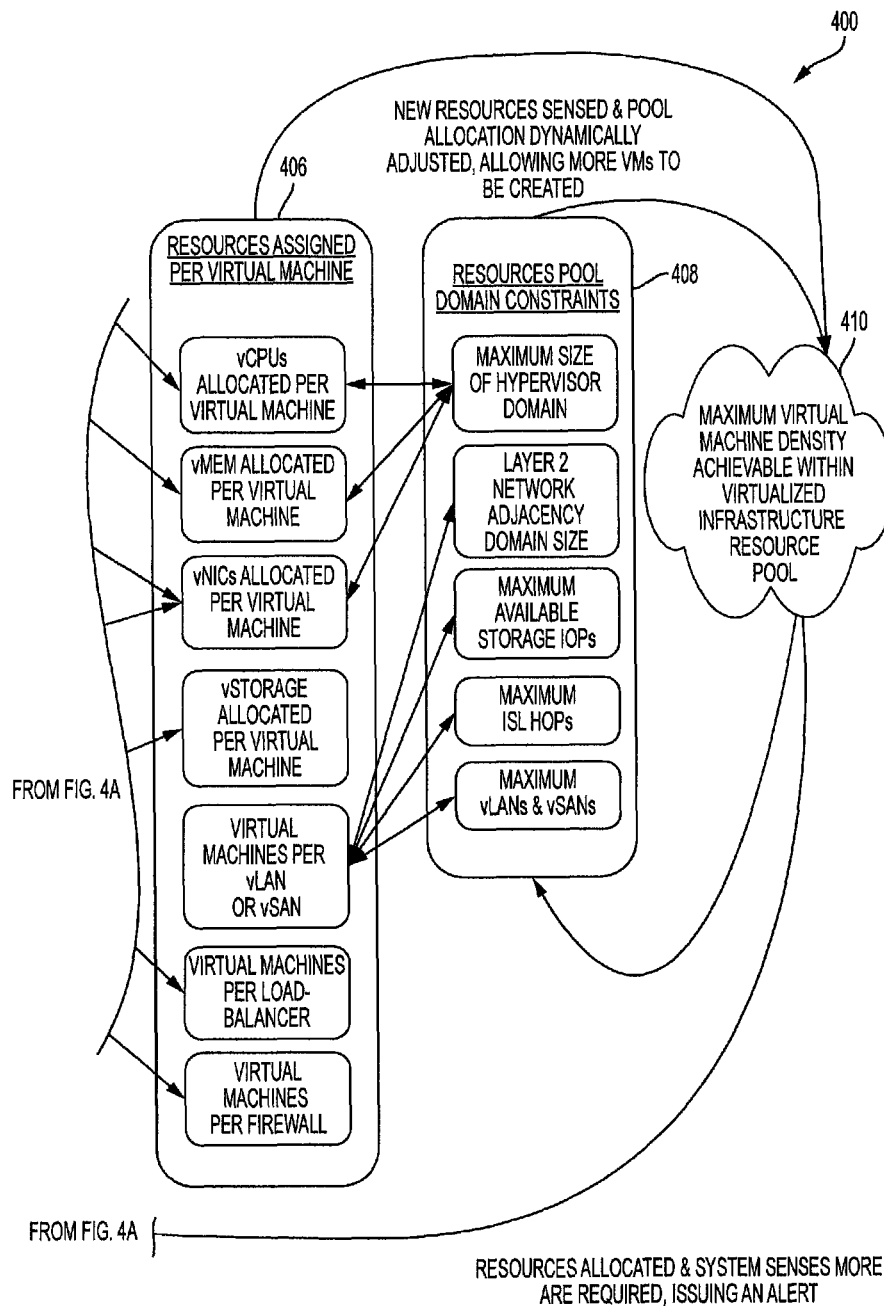 400
NEW RESOURCES SENSED & POOL
ALLOCATION DYNAMICALLY
ADJUSTED, ALLOWING MORE VMs TO
BE CREATED
406
RESOURCES ASSIGNED
PER VIRTUAL MACHINE
vCPUs
ALLOCATED PER
VIRTUAL MACHINE
vMEM ALLOCATED
PER VIRTUAL
MACHINE
vNICs ALLOCATED
PER VIRTUAL
MACHINE
vSTORAGE
ALLOCATED
PER VIRTUAL
MACHINE
VIRTUAL
MACHINES PER
vLAN
OR vSAN
VIRTUAL MACHINES
PER LOAD-
BALANCER
VIRTUAL
MACHINES
PER FIREWALL
408
RESOURCES POOL
DOMAIN CONSTRAINTS
MAXIMUM SIZE
OF HYPERVISOR
DOMAIN
LAYER 2
NETWORK
ADJACENCY
DOMAIN SIZE
MAXIMUM
AVAILABLE
STORAGE IOPs
MAXIMUM
ISL HOPs
MAXIMUM
vLANs & vSANs
410
MAXIMUM VIRTUAL
MACHINE DENSITY
ACHIEVABLE WITHIN
VIRTUALIZED
INFRASTRUCTURE
RESOURCE
POOL
FROM FIG. 4A
FROM FIG. 4A
RESOURCES ALLOCATED & SYSTEM SENSES MORE
ARE REQUIRED, ISSUING AN ALERT